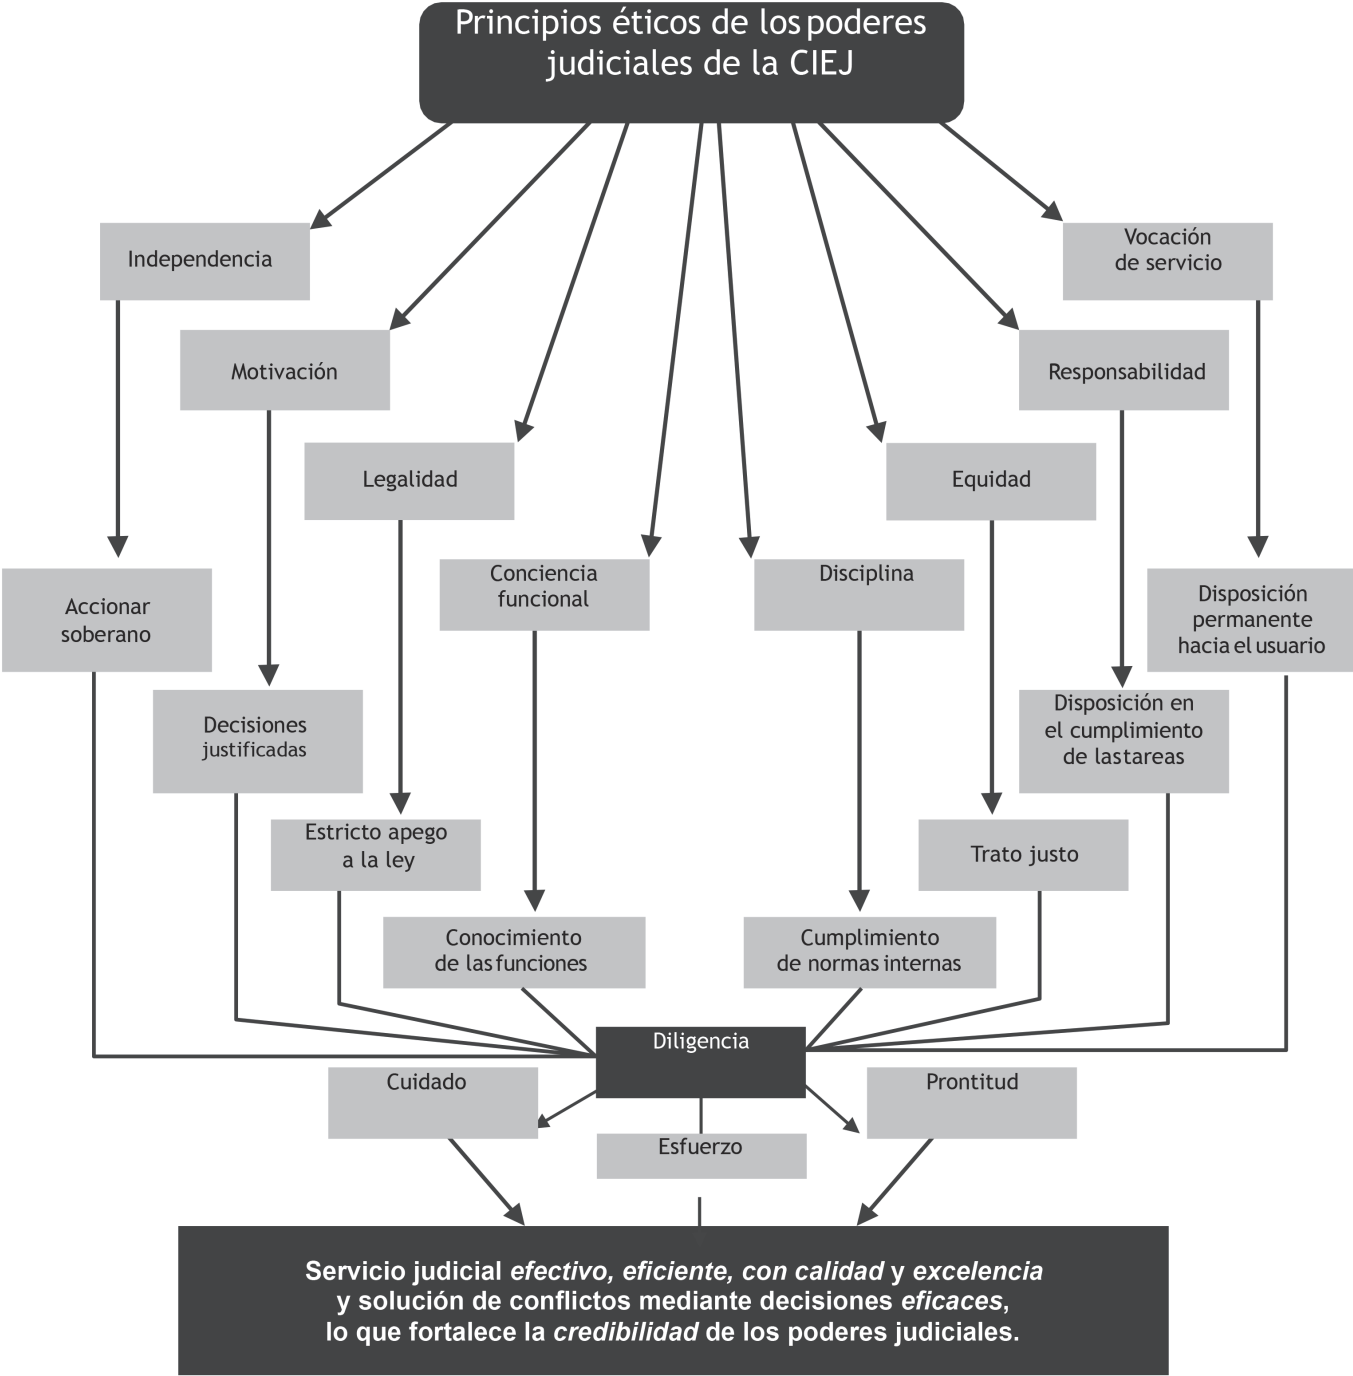 Principios éticos de los poderes
judiciales de la CIEJ
Independencia
Vocación
de servicio
Motivación
Responsabilidad
Legalidad
Equidad
Conciencia
funcional
Disciplina
Accionar
soberano
Disposición
permanente
hacia el usuario
Decisiones
justificadas
Disposición en
el cumplimiento
de las tareas
Estricto apego
a la ley
Trato justo
Conocimiento
de las funciones
Cumplimiento
de normas internas
Diligencia
Cuidado
Prontitud
Esfuerzo
Servicio judicial efectivo, eficiente, con calidad y excelencia
y solución de conflictos mediante decisiones eficaces,
lo que fortalece la credibilidad de los poderes judiciales.